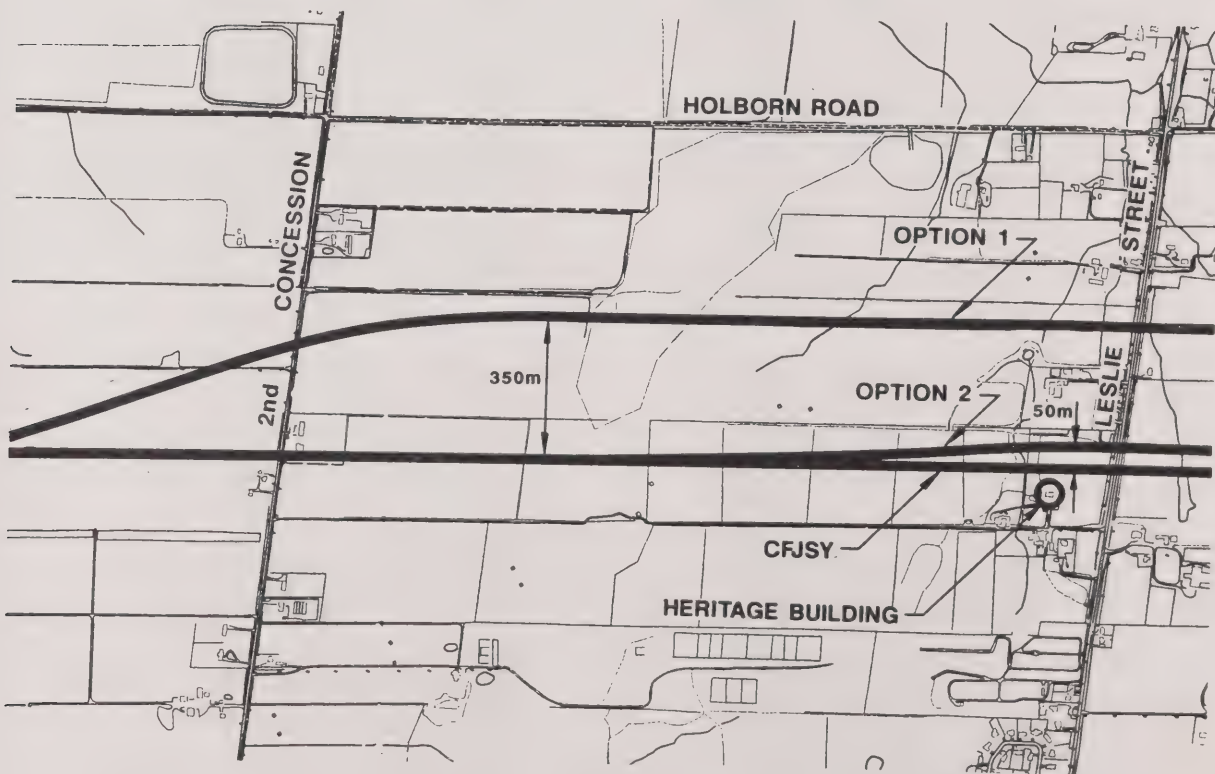 HOLBORN ROAD
CONCESSION
STREET
OPTION 1
350m
OPTION 2
50m
LESLIE
2nd
CFJSY
HERITAGE BUILDING